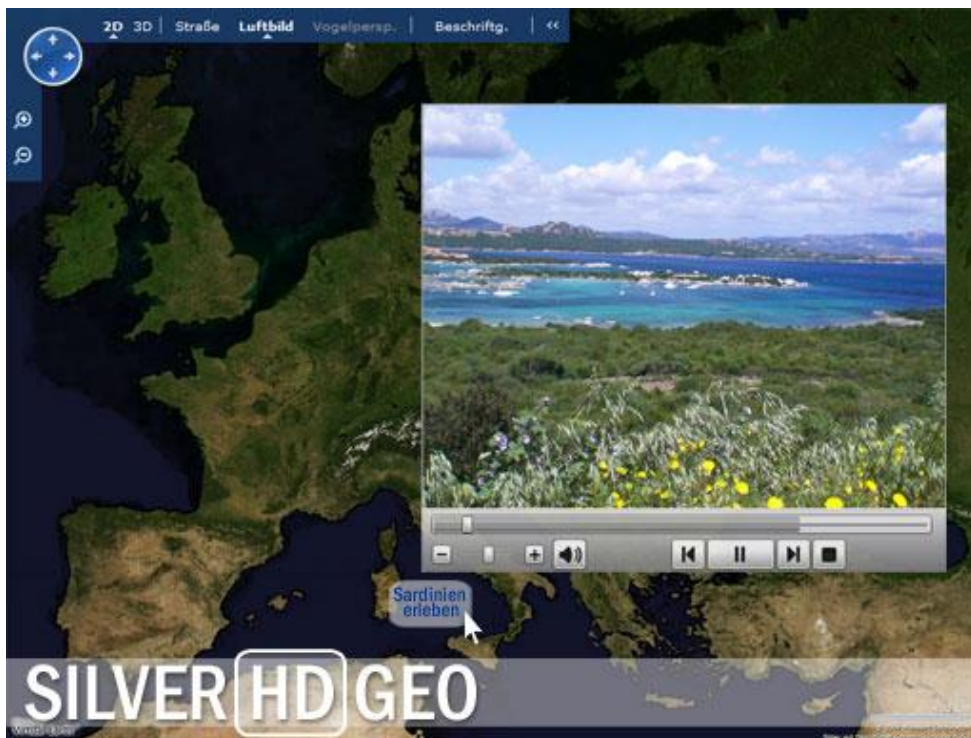 2D 3D Straße Luftbild Vogelpersp. Beschriftg. <<
Sardinien
erleben
SILVER HD GEO